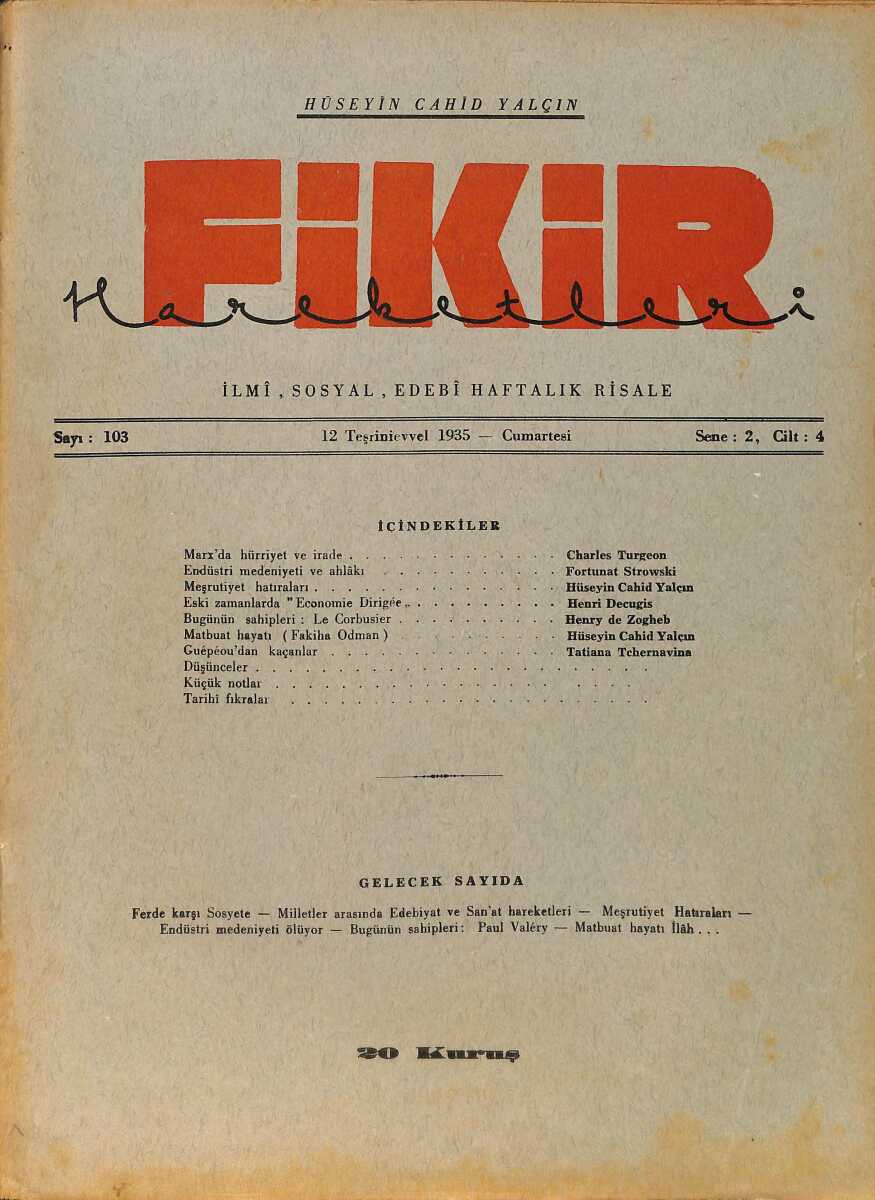 HÜSEYİN CAHİD YALÇIN
FİKİR
Hareketleri
İLMÎ, SOSYAL, EDEBÎ HAFTALIK RİSALE
Sayı : 103 12 Teşrinievvel 1935 — Cumartesi Sene : 2, Cilt : 4
İÇİNDEKİLER
Marx'da hürriyet ve irade . . . . . . . . . . . . . Charles Turgeon
Endüstri medeniyeti ve ahlâkı . . . . . . . . . . . Fortunat Strowski
Meşrutiyet hatıraları . . . . . . . . . . . . . . . Hüseyin Cahid Yalçın
Eski zamanlarda "Economie Dirigée„ . . . . . . . . . Henri Decugis
Bugünün sahipleri : Le Corbusier . . . . . . . . . . Henry de Zogheb
Matbuat hayatı ( Fakiha Odman ) . . . . . . . . . . Hüseyin Cahid Yalçın
Guépéou'dan kaçanlar . . . . . . . . . . . . . . Tatiana Tchernavina
Düşünceler . . . . . . . . . . . . . . . . . . . . . . . .
Küçük notlar . . . . . . . . . . . . . . . . . . . . .
Tarihî fıkralar . . . . . . . . . . . . . . . . . . . . . .
GELECEK SAYIDA
Ferde karşı Sosyete — Milletler arasında Edebiyat ve San'at hareketleri — Meşrutiyet Hatıraları —
Endüstri medeniyeti ölüyor — Bugünün sahipleri : Paul Valéry — Matbuat hayatı İlâh . . .
20 Kuruş